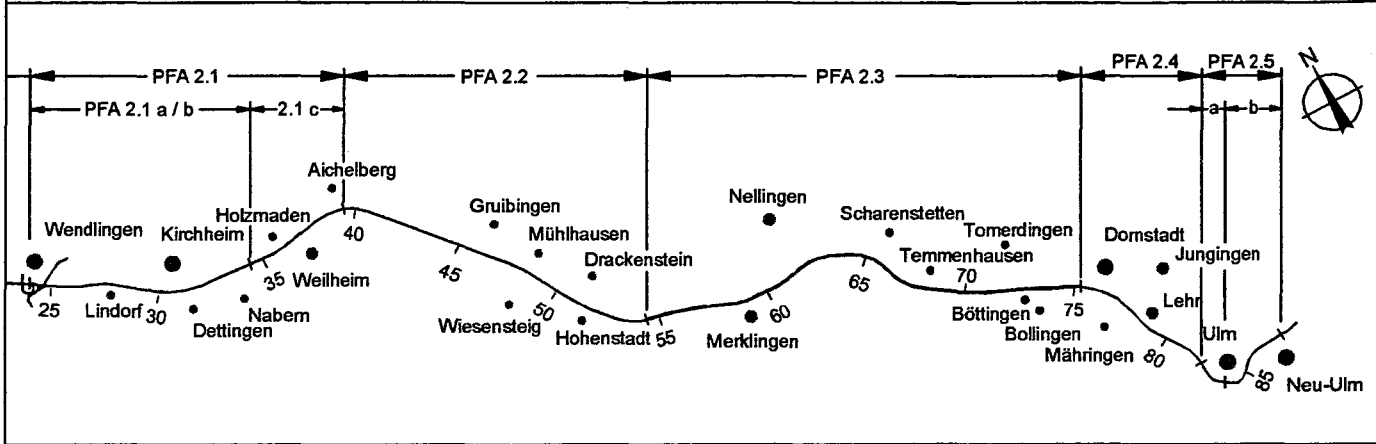 PFA 2.1
PFA 2.2
PFA 2.3
PFA 2.4
PFA 2.5
N
PFA 2.1 a / b
2.1 c
a
b
Aichelberg
Wendlingen
Kirchheim
Holzmaden
40
Gruibingen
Mühlhausen
Drackenstein
Nellingen
Scharenstetten
Tomerdingen
Temmenhausen
70
Dornstadt
Jungingen
25
Lindorf
30
Dettingen
Nabern
35
Weilheim
45
Wiesensteig
50
Hohenstadt
55
Merklingen
60
65
Böttingen
Bollingen
75
Mähringen
Lehr
80
Ulm
85
Neu-Ulm